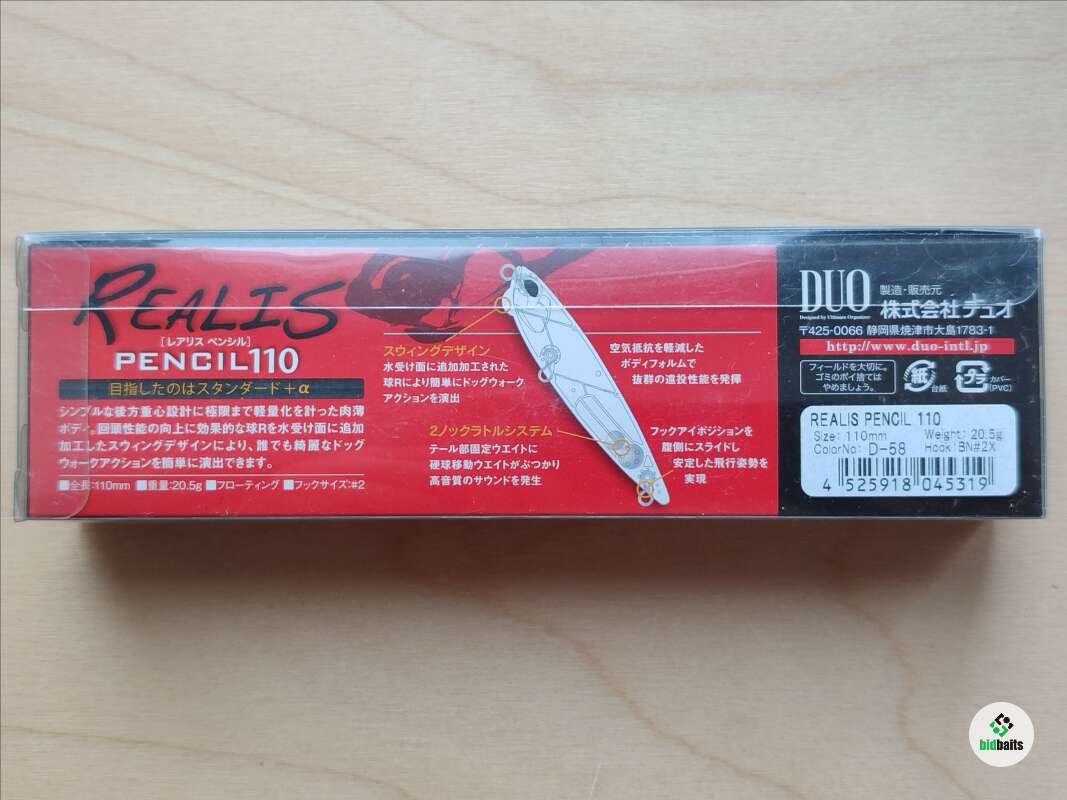 REALIS
[レアリス ペンシル]
PENCIL110
目指したのはスタンダード+α
シンプルな後方重心設計に極限まで軽量化を計った肉薄
ボディ。回頭性能の向上に効果的な球Rを水受け面に追加
加工したスウィングデザインにより、誰でも綺麗なドッグ
ウォークアクションを簡単に演出できます。
■全長:110mm ■重量:20.5g ■フローティング ■フックサイズ:#2
スウィングデザイン
水受け面に追加加工された
球Rにより簡単にドッグウォーク
アクションを演出
2ノックラトルシステム
テール部固定ウエイトに
硬球移動ウエイトがぶつかり
高音質のサウンドを発生
空気抵抗を軽減した
ボディフォルムで
抜群の遠投性能を発揮
フックアイポジションを
腹側にスライドし
安定した飛行姿勢を
実現
DUO
Designed by Ultimate Organizer
製造・販売元
株式会社デュオ
〒425-0066 静岡県焼津市大島1783-1
http://www.duo-intl.jp
フィールドを大切に。
ゴミのポイ捨ては
やめましょう。
紙
台紙
プラ
カバー
(PVC)
REALIS PENCIL 110
Size: 110mm Weight: 20.5g
ColorNo: D-58 Hook: BN#2X
4 525918 045319
bidbaits